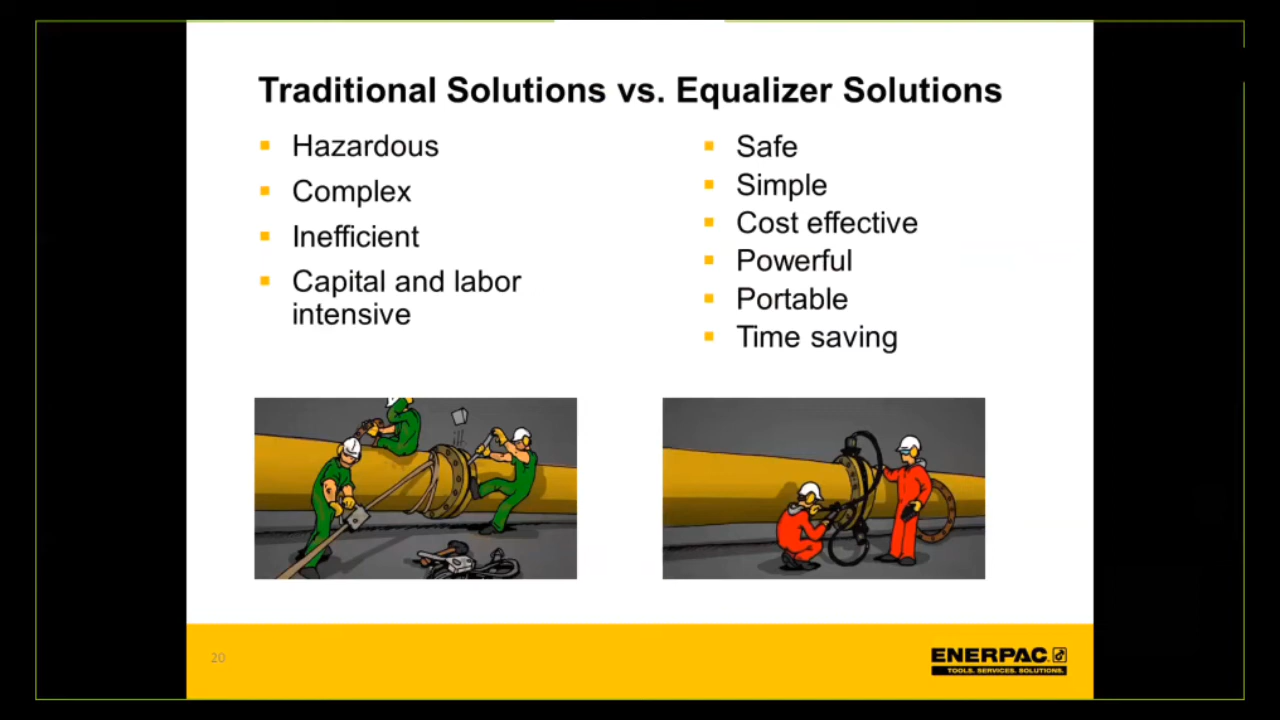 Traditional Solutions vs. Equalizer Solutions
Hazardous
Complex
Inefficient
Capital and labor
intensive
Safe
Simple
Cost effective
Powerful
Portable
Time saving
20
ENERPAC
TOOLS. SERVICES. SOLUTIONS.